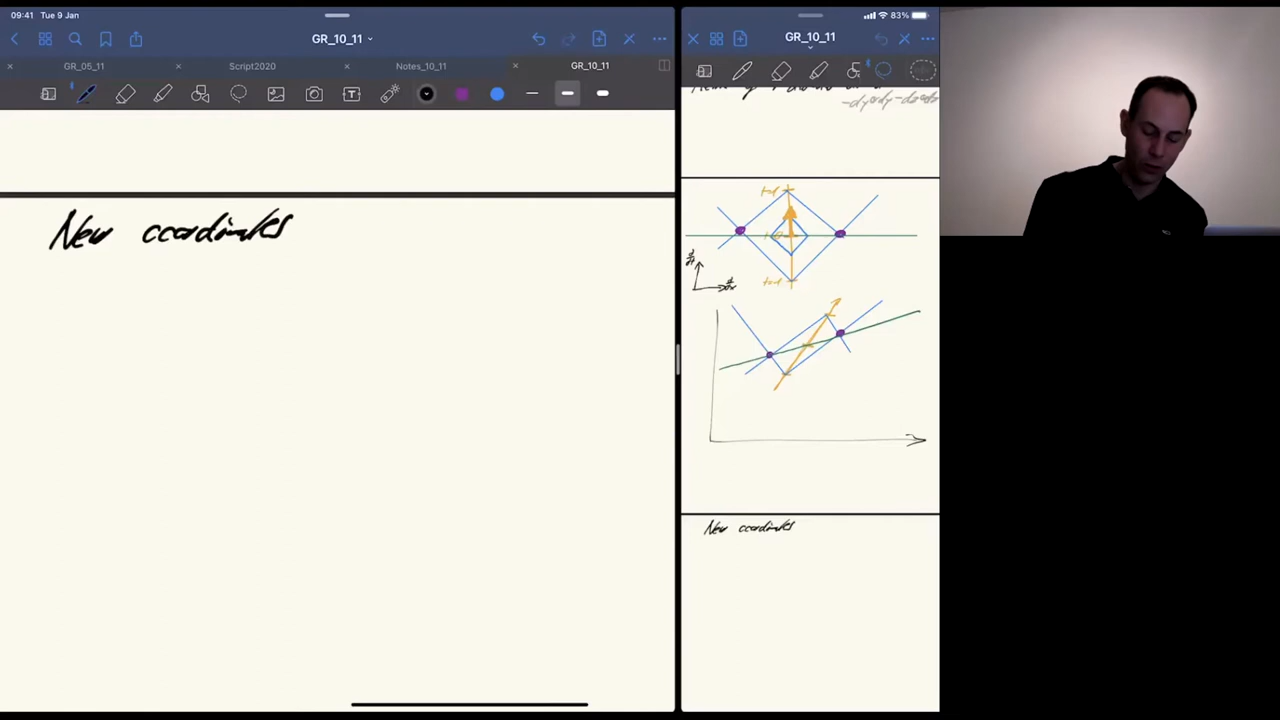 09:41 Tue 9 Jan
83%
GR_10_11
GR_10_11
GR_05_11
Script2020
Notes_10_11
GR_10_11
New coordinates
New coordinates